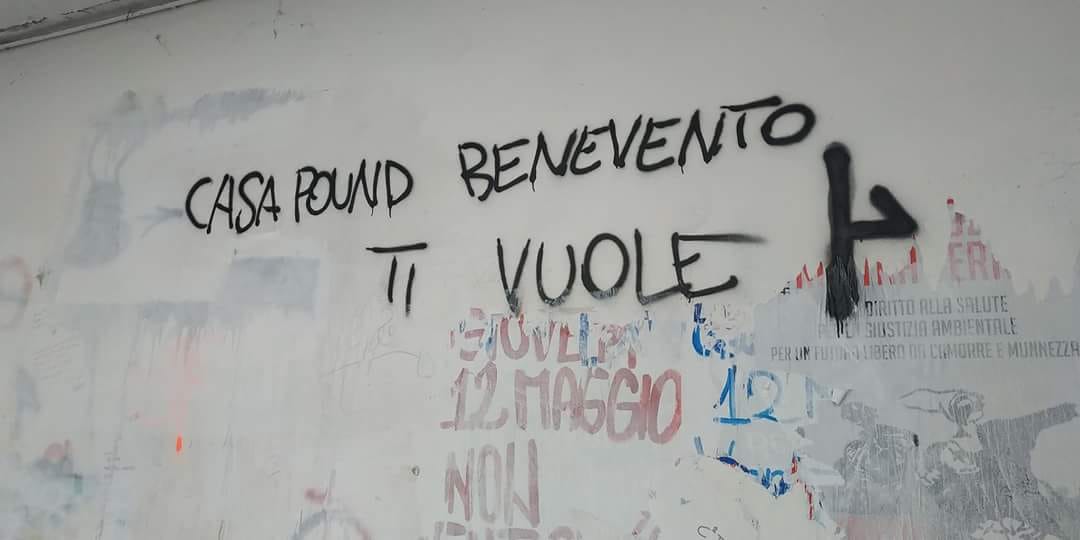 CASA POUND BENEVENTO
TI VUOLE
DIRITTO ALLA SALUTE
GIUSTIZIA AMBIENTALE
PER UN FUTURO LIBERO DA CAMORRE E MUNNEZZA
12 MAGGIO
12 M
NON